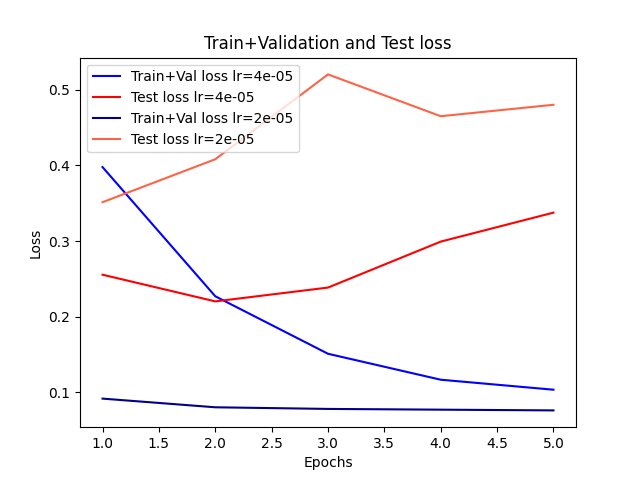 Train+Validation and Test loss
Train+Val loss lr=4e-05
Test loss lr=4e-05
Train+Val loss lr=2e-05
Test loss lr=2e-05
0.5
0.4
0.3
0.2
0.1
Loss
1.0 1.5 2.0 2.5 3.0 3.5 4.0 4.5 5.0
Epochs